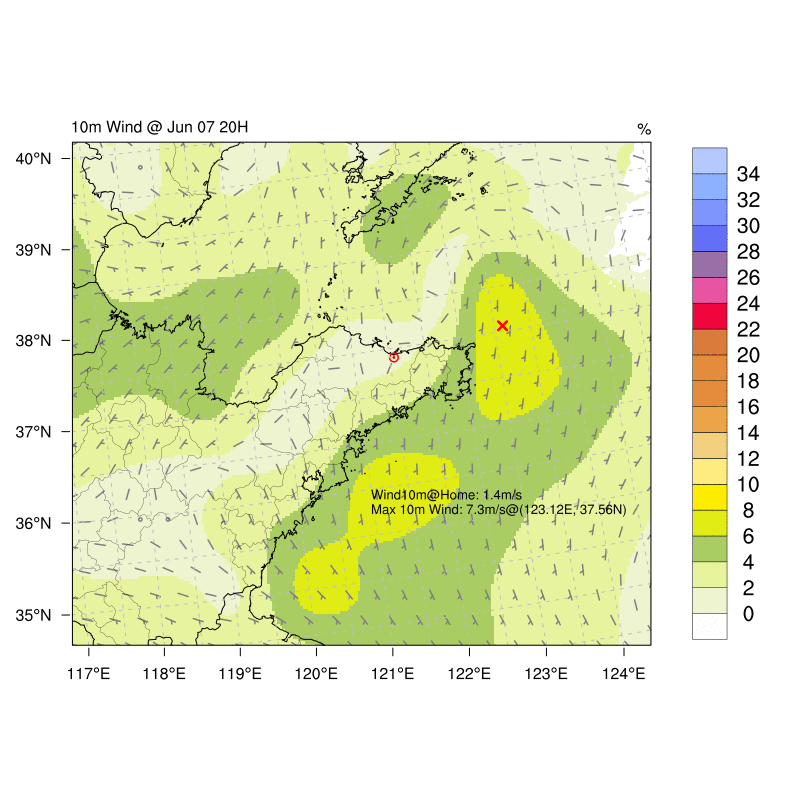 10m Wind @ Jun 07 20H
%
40°N
39°N
38°N
37°N
36°N
35°N
117°E
118°E
119°E
120°E
121°E
122°E
123°E
124°E
Wind10m@Home: 1.4m/s
Max 10m Wind: 7.3m/s@(123.12E, 37.56N)
34
32
30
28
26
24
22
20
18
16
14
12
10
8
6
4
2
0